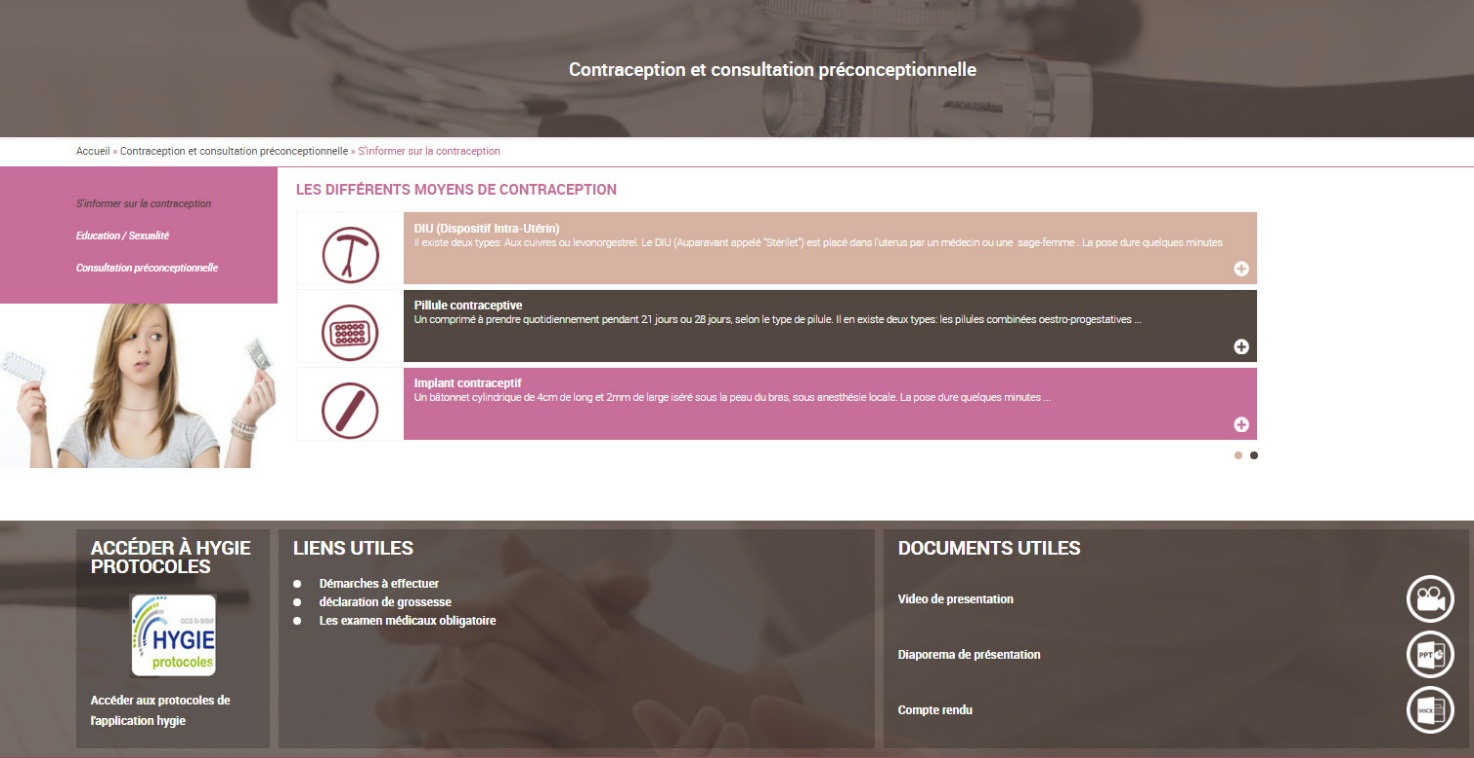 Contraception et consultation préconceptionnelle
Accueil » Contraception et consultation préconceptionnelle » S'informer sur la contraception
S'informer sur la contraception
Education / Sexualité
Consultation préconceptionnelle
LES DIFFÉRENTS MOYENS DE CONTRACEPTION
DIU (Dispositif Intra-Utérin)
Il existe deux types: Aux cuivres ou levonorgestrel. Le DIU (Auparavant appelé "Stérilet") est placé dans l'uterus par un médecin ou une sage-femme . La pose dure quelques minutes
Pillule contraceptive
Un comprimé à prendre quotidiennement pendant 21 jours ou 28 jours, selon le type de pilule. Il en existe deux types: les pilules combinées oestro-progestatives ...
Implant contraceptif
Un bâtonnet cylindrique de 4cm de long et 2mm de large iséré sous la peau du bras, sous anesthésie locale. La pose dure quelques minutes ...
ACCÉDER À HYGIE
PROTOCOLES
GCS D-SISIF
HYGIE
protocoles
Accéder aux protocoles de
l'application hygie
LIENS UTILES
Démarches à effectuer
déclaration de grossesse
Les examen médicaux obligatoire
DOCUMENTS UTILES
Video de presentation
Diaporema de présentation
PPT
Compte rendu
DOCX